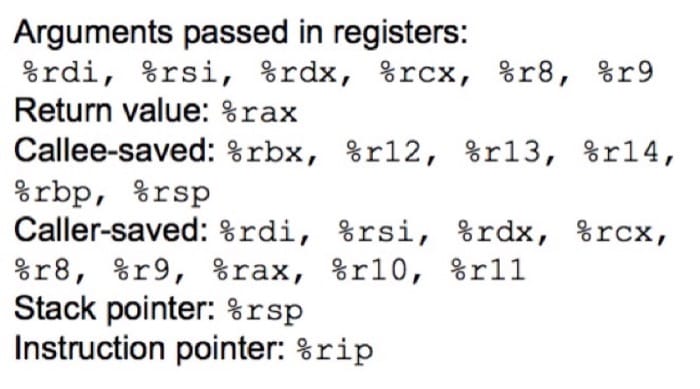 Arguments passed in registers:
%rdi, %rsi, %rdx, %rcx, %r8, %r9
Return value: %rax
Callee-saved: %rbx, %r12, %r13, %r14,
%rbp, %rsp
Caller-saved: %rdi, %rsi, %rdx, %rcx,
%r8, %r9, %rax, %r10, %r11
Stack pointer: %rsp
Instruction pointer: %rip